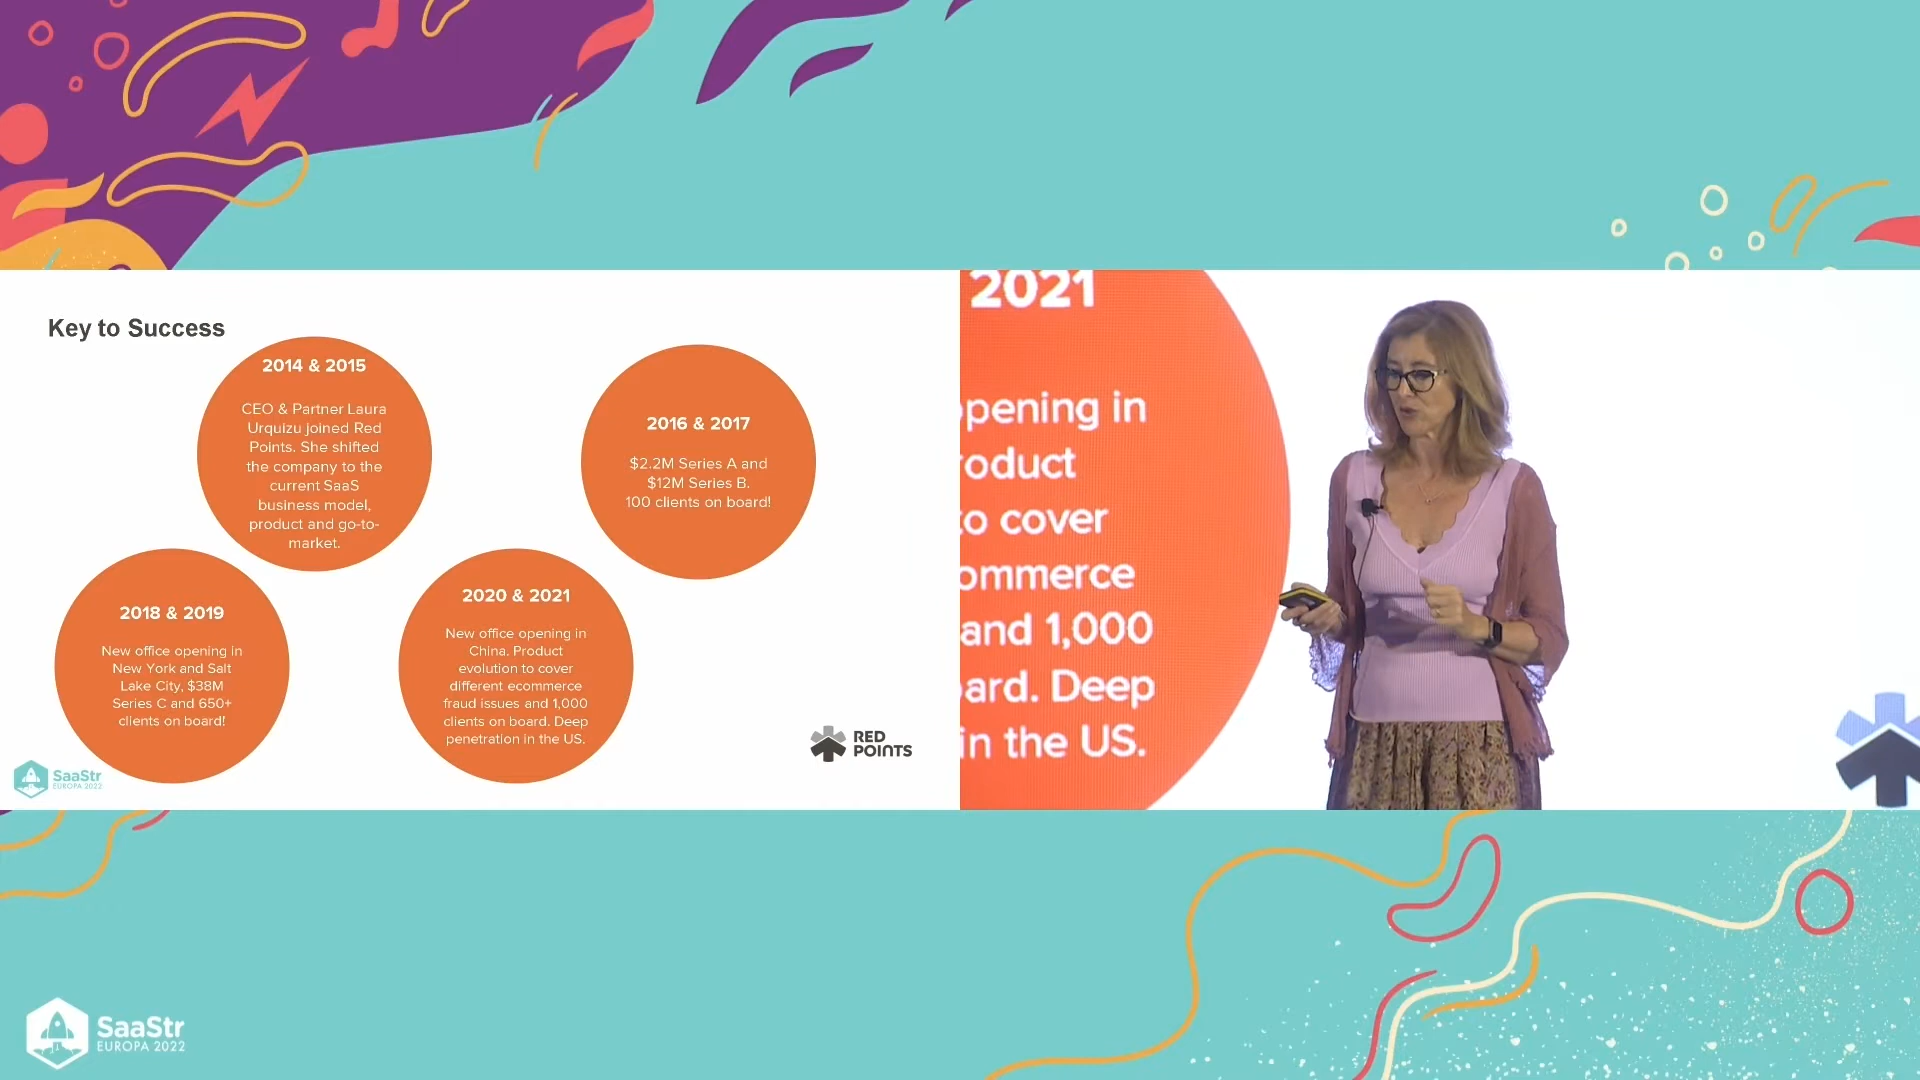 Key to Success
2014 & 2015
CEO & Partner Laura
Urquizu joined Red
Points. She shifted
the company to the
current SaaS
business model,
product and go-to-
market.
2016 & 2017
$2.2M Series A and
$12M Series B.
100 clients on board!
2018 & 2019
New office opening in
New York and Salt
Lake City, $38M
Series C and 650+
clients on board!
2020 & 2021
New office opening in
China. Product
evolution to cover
different ecommerce
fraud issues and 1,000
clients on board. Deep
penetration in the US.
RED
POINTS
SaaStr
EUROPA 2022
2021
pening in
roduct
to cover
ommerce
and 1,000
ard. Deep
in the US.
SaaStr
EUROPA 2022